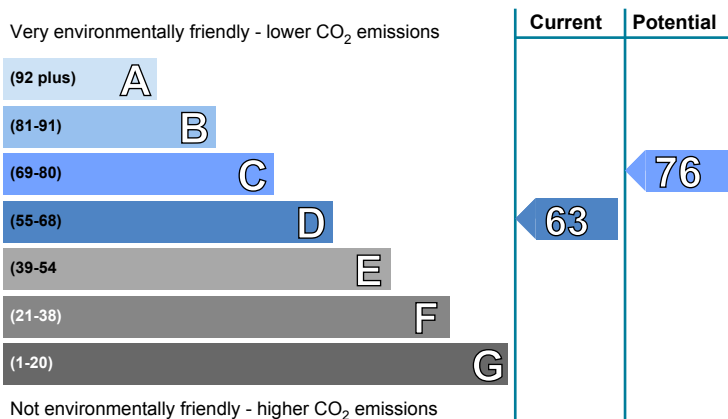 Very environmentally friendly - lower CO2 emissions
Current
Potential
(92 plus) A
(81-91) B
(69-80) C
76
(55-68) D
63
(39-54 E
(21-38) F
(1-20) G
Not environmentally friendly - higher CO2 emissions